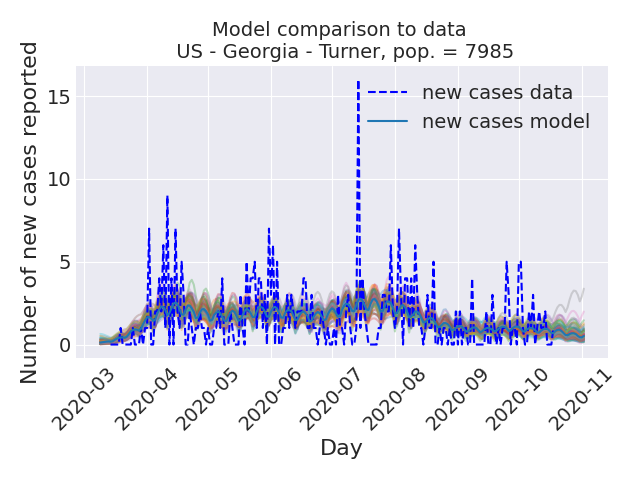 Model comparison to data
US - Georgia - Turner, pop. = 7985
Number of new cases reported
15
10
5
0
new cases data
new cases model
2020-03
2020-04
2020-05
2020-06
2020-07
2020-08
2020-09
2020-10
2020-11
Day